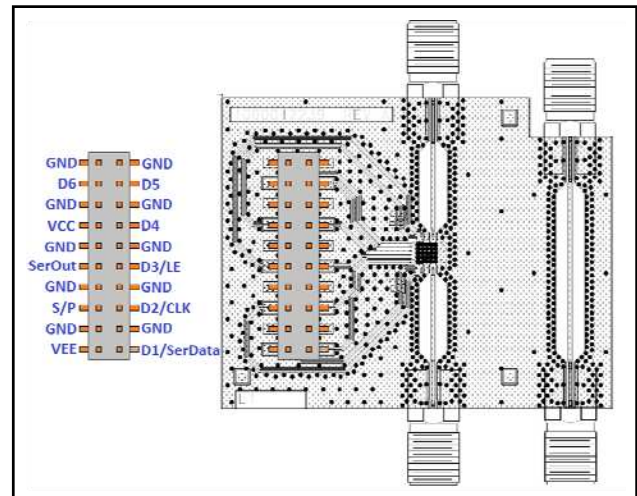 GND GND
D6 D5
GND GND
VCC D4
GND GND
SerOut D3/LE
GND GND
S/P D2/CLK
GND GND
VEE D1/SerData